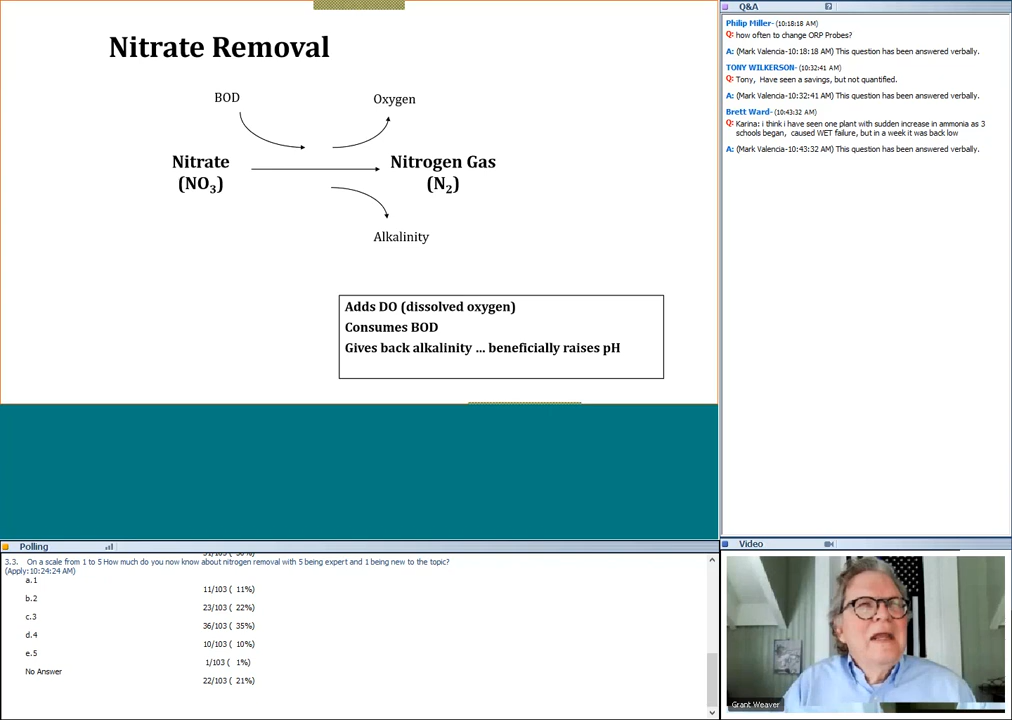 Nitrate Removal
BOD
Oxygen
Nitrate
(NO3)
Nitrogen Gas
(N2)
Alkalinity
Adds DO (dissolved oxygen)
Consumes BOD
Gives back alkalinity ... beneficially raises pH
Q&A
Philip Miller- (10:18:18 AM)
Q: how often to change ORP Probes?
A: (Mark Valencia-10:18:18 AM) This question has been answered verbally.
TONY WILKERSON- (10:32:41 AM)
Q: Tony, Have seen a savings, but not quantified.
A: (Mark Valencia-10:32:41 AM) This question has been answered verbally.
Brett Ward- (10:43:32 AM)
Q: Karina: i think i have seen one plant with sudden increase in ammonia as 3
schools began, caused WET failure, but in a week it was back low
A: (Mark Valencia-10:43:32 AM) This question has been answered verbally.
Polling
3.3. On a scale from 1 to 5 How much do you now know about nitrogen removal with 5 being expert and 1 being new to the topic?
(Apply:10:24:24 AM)
a.1
11/103 ( 11%)
b.2
23/103 ( 22%)
c.3
36/103 ( 35%)
d.4
10/103 ( 10%)
e.5
1/103 ( 1%)
No Answer
22/103 ( 21%)
Video
Grant Weaver